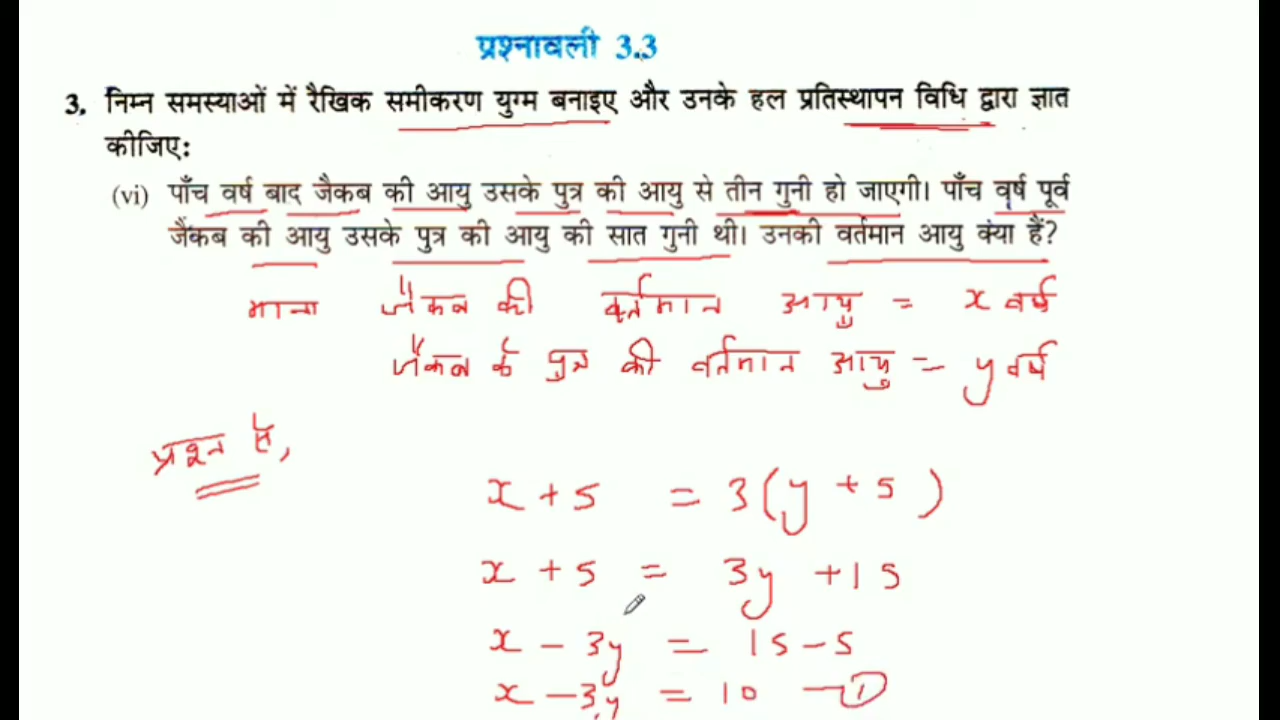 प्रश्नावली 3.3
3. निम्न समस्याओं में रैखिक समीकरण युग्म बनाइए और उनके हल प्रतिस्थापन विधि द्वारा ज्ञात
कीजिए:
(vi) पाँच वर्ष बाद जैकब की आयु उसके पुत्र की आयु से तीन गुनी हो जाएगी। पाँच वर्ष पूर्व
जैकब की आयु उसके पुत्र की आयु की सात गुनी थी। उनकी वर्तमान आयु क्या हैं?
माना जैकब की वर्तमान आयु = x वर्ष
जैकब के पुत्र की वर्तमान आयु = y वर्ष
प्रश्न से,
x + 5 = 3(y + 5)
x + 5 = 3y + 15
x - 3y = 15 - 5
x - 3y = 10 — ①